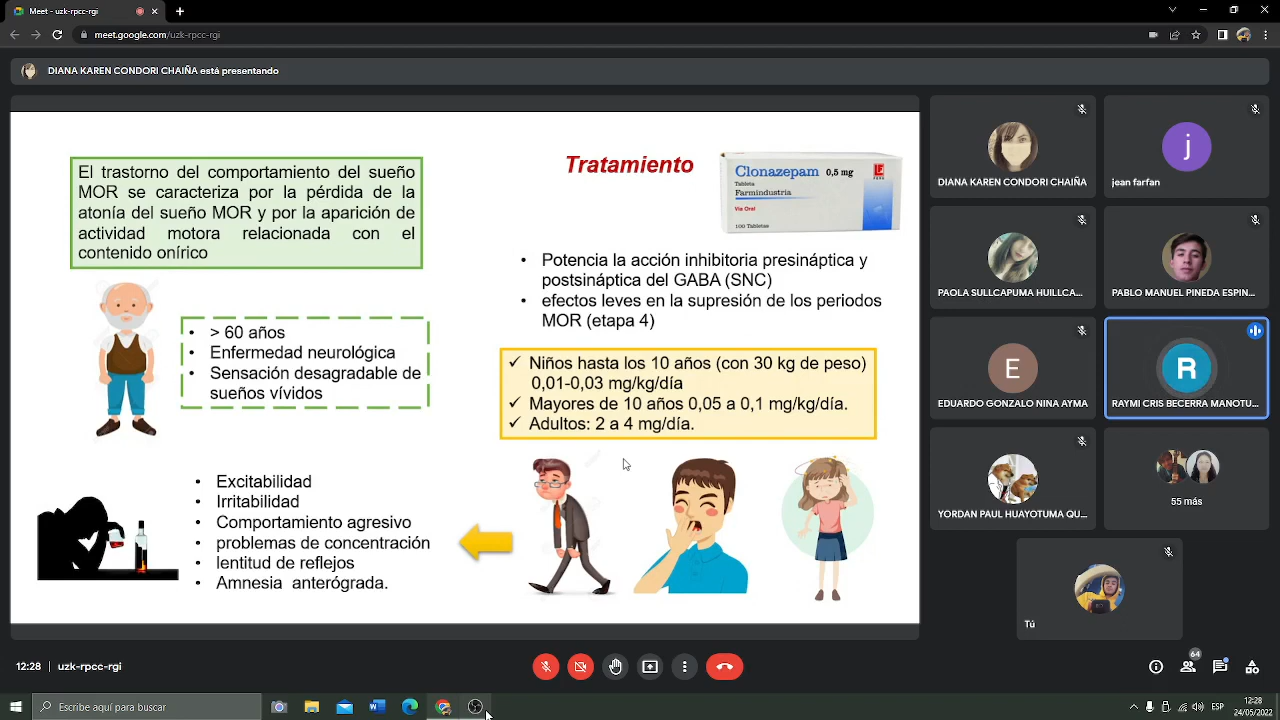 Meet - uzk-rpcc-rgi
meet.google.com/uzk-rpcc-rgi
DIANA KAREN CONDORI CHAIÑA está presentando
El trastorno del comportamiento del sueño
MOR se caracteriza por la pérdida de la
atonía del sueño MOR y por la aparición de
actividad motora relacionada con el
contenido onírico
• > 60 años
• Enfermedad neurológica
• Sensación desagradable de
sueños vívidos
• Excitabilidad
• Irritabilidad
• Comportamiento agresivo
• problemas de concentración
• lentitud de reflejos
• Amnesia anterógrada.
Tratamiento
Clonazepam 0,5 mg
Tableta
Farmindustria
Vía Oral
100 Tabletas
• Potencia la acción inhibitoria presináptica y
postsináptica del GABA (SNC)
• efectos leves en la supresión de los periodos
MOR (etapa 4)
✓ Niños hasta los 10 años (con 30 kg de peso)
0,01-0,03 mg/kg/día
✓ Mayores de 10 años 0,05 a 0,1 mg/kg/día.
✓ Adultos: 2 a 4 mg/día.
DIANA KAREN CONDORI CHAIÑA
j
jean farfan
PAOLA SULLCAPUMA HUILLCA...
PABLO MANUEL PINEDA ESPIN...
E
EDUARDO GONZALO NINA AYMA
R
RAYMI CRIS BECERRA MANOTU...
YORDAN PAUL HUAYOTUMA QU...
55 más
Tú
12:28 | uzk-rpcc-rgi
64
Escribe aquí para buscar
ESP
12:28
24/09/2022